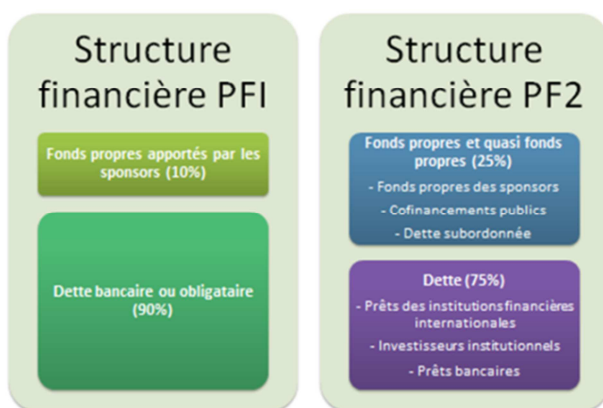 Structure
financière PFI
Fonds propres apportés par les
sponsors (10%)
Dette bancaire ou obligataire
(90%)
Structure
financière PF2
Fonds propres et quasi fonds
propres (25%)
- Fonds propres des sponsors
- Cofinancements publics
- Dette subordonnée
Dette (75%)
- Prêts des institutions financières
internationales
- Investisseurs institutionnels
- Prêts bancaires